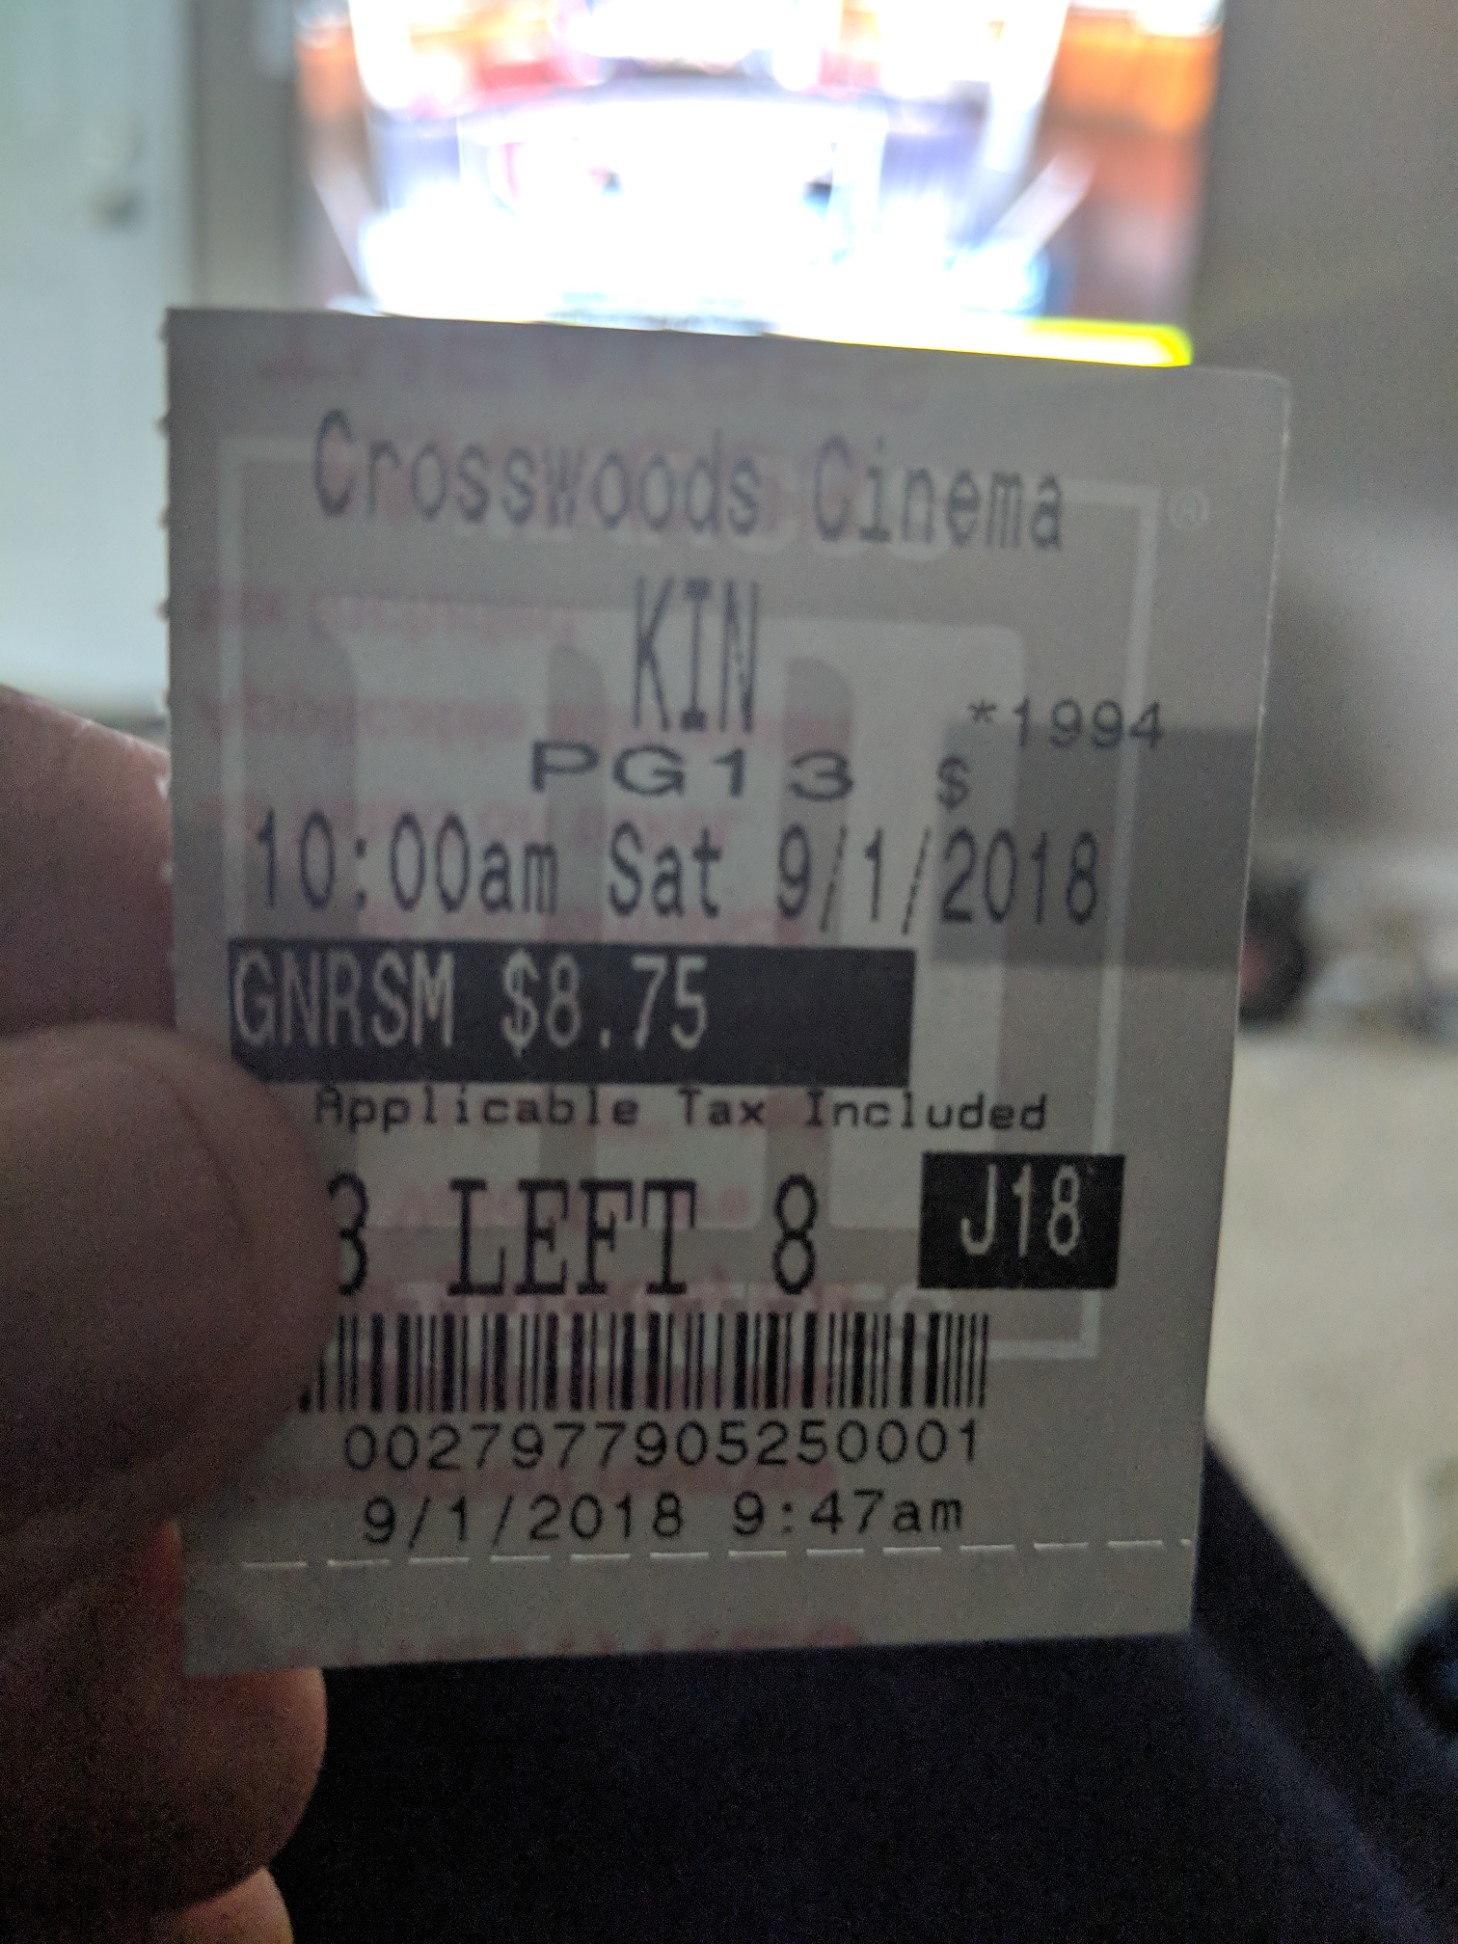 Crosswoods Cinema
KIN
*1994
PG13 $
10:00am Sat 9/1/2018
GNRSM $8.75
Applicable Tax Included
3 LEFT 8 J18
0027977905250001
9/1/2018 9:47am